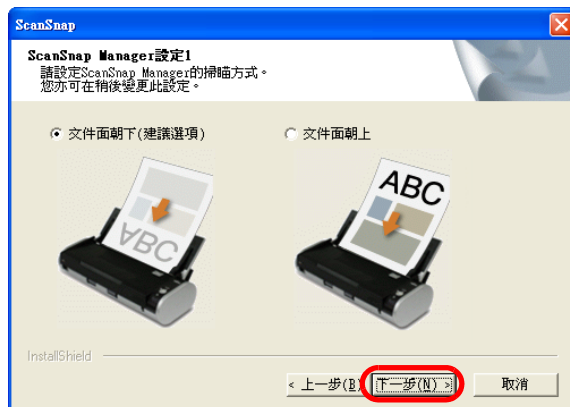 ScanSnap
ScanSnap Manager設定1
請設定ScanSnap Manager的掃瞄方式。
您亦可在稍後變更此設定。
文件面朝下(建議選項)
文件面朝上
ABC
ABC
InstallShield
< 上一步(B)
下一步(N) >
取消